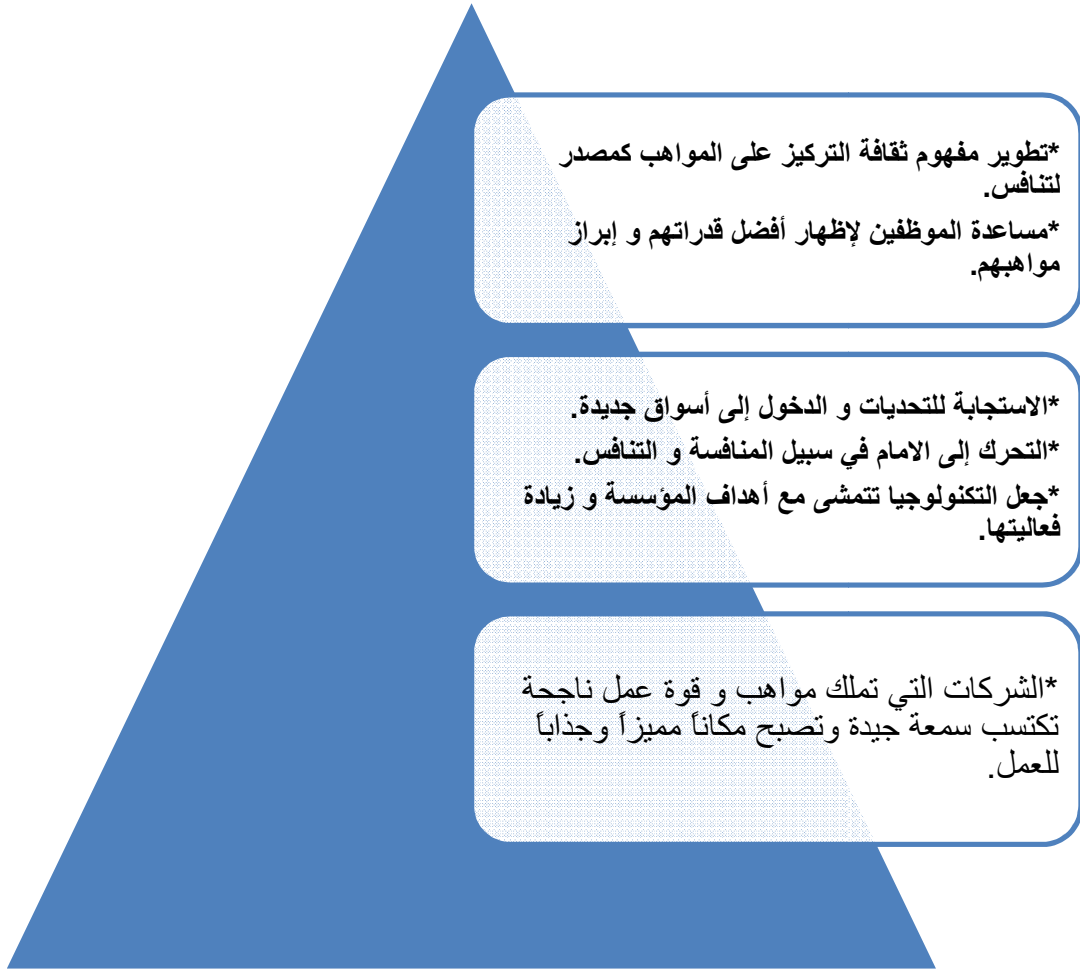 *تطوير مفهوم ثقافة التركيز على المواهب كمصدر
لتنافس.
*مساعدة الموظفين لإظهار أفضل قدراتهم و إبراز
مواهبهم.
*الاستجابة للتحديات و الدخول إلى أسواق جديدة.
*التحرك إلى الامام في سبيل المنافسة و التنافس.
*جعل التكنولوجيا تتمشى مع أهداف المؤسسة و زيادة
فعاليتها.
*الشركات التي تملك مواهب و قوة عمل ناجحة
تكتسب سمعة جيدة وتصبح مكاناً مميزاً وجذاباً
للعمل.